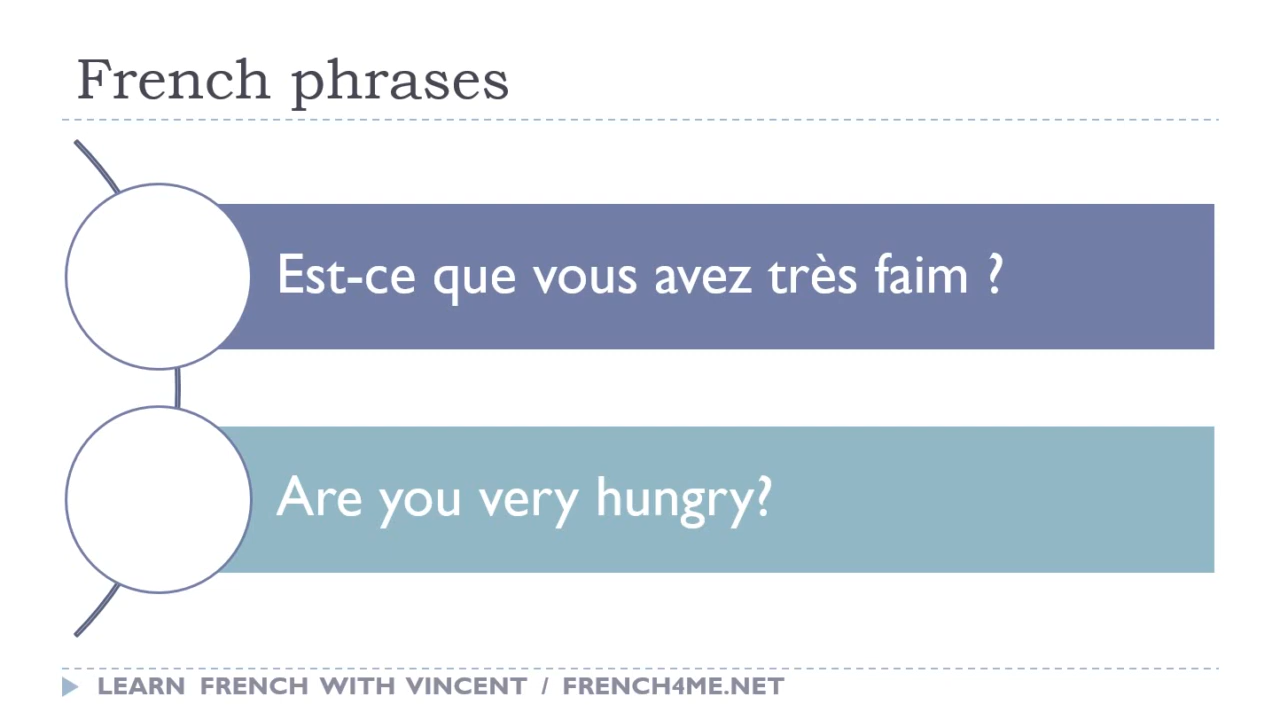 French phrases
Est-ce que vous avez très faim ?
Are you very hungry?
LEARN FRENCH WITH VINCENT / FRENCH4ME.NET